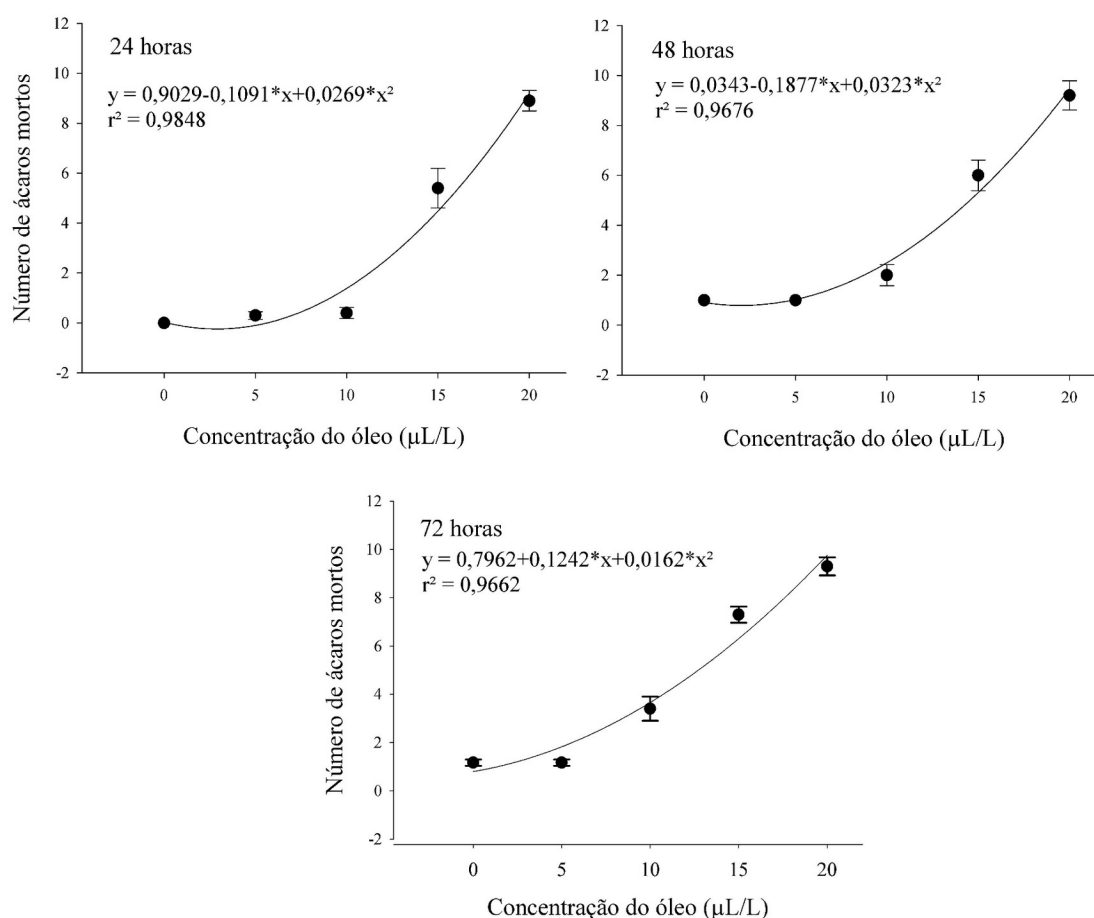 24 horas
y = 0,9029-0,1091*x+0,0269*x²
r² = 0,9848
Número de ácaros mortos
12
10
8
6
4
2
0
-2
0 5 10 15 20
Concentração do óleo (µL/L)
48 horas
y = 0,0343-0,1877*x+0,0323*x²
r² = 0,9676
12
10
8
6
4
2
0
-2
0 5 10 15 20
Concentração do óleo (µL/L)
72 horas
y = 0,7962+0,1242*x+0,0162*x²
r² = 0,9662
Número de ácaros mortos
12
10
8
6
4
2
0
-2
0 5 10 15 20
Concentração do óleo (µL/L)